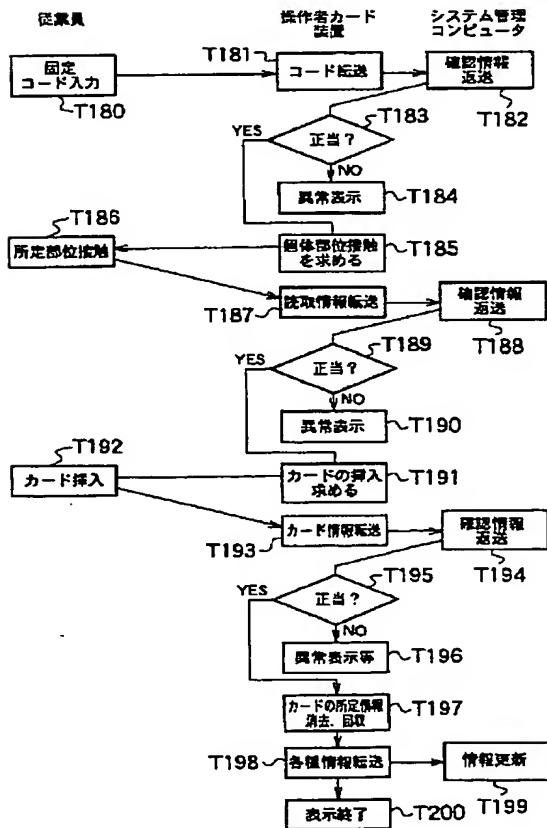 従業員
操作者カード
装置
システム管理
コンピュータ
T181
固定
コード入力
コード転送
確認情報
返送
T180
T182
YES
T183
正当?
NO
異常表示
T184
T186
所定部位接触
個体部位接触
を求める
T185
読取情報転送
確認情報
返送
T187
T188
YES
T189
正当?
NO
異常表示
T190
T192
カード挿入
カードの挿入
求める
T191
カード情報転送
確認情報
返送
T193
T194
YES
T195
正当?
NO
異常表示等
T196
カードの所定情報
消去、回収
T197
T198
各種情報転送
情報更新
T199
表示終了
T200